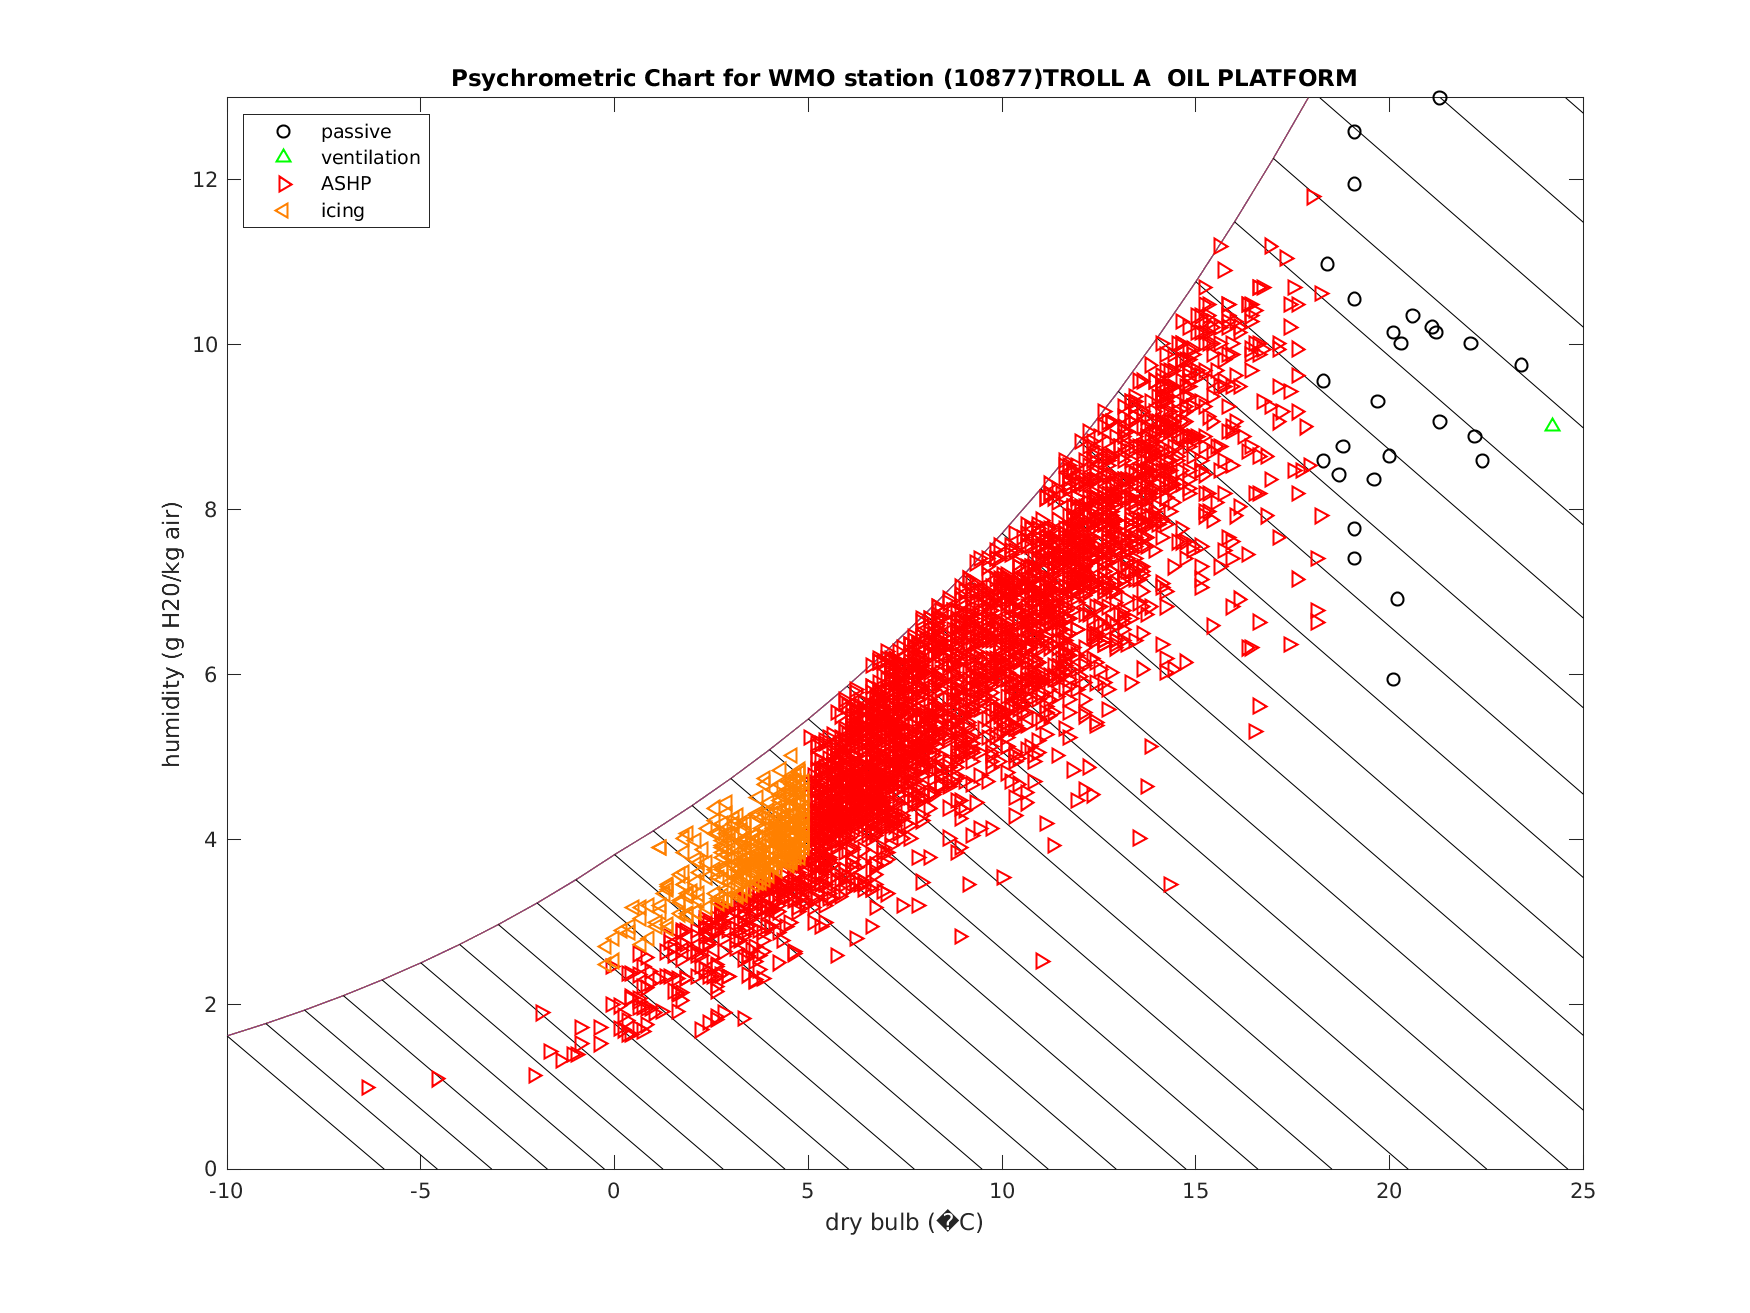 Psychrometric Chart for WMO station (10877)TROLL A  OIL PLATFORM
passive
ventilation
ASHP
icing
humidity (g H20/kg air)
12
10
8
6
4
2
0
-10 -5 0 5 10 15 20 25
dry bulb (�C)